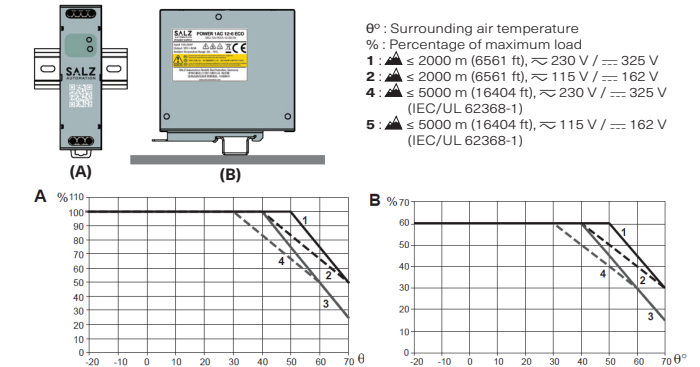 SALZ
AUTOMATION
(A)
SALZ
AUTOMATION
POWER 1AC 12-6 ECO
(B)
θº : Surrounding air temperature
% : Percentage of maximum load
1 : ≤ 2000 m (6561 ft), 230 V / 325 V
2 : ≤ 2000 m (6561 ft), 115 V / 162 V
4 : ≤ 5000 m (16404 ft), 230 V / 325 V
(IEC/UL 62368-1)
5 : ≤ 5000 m (16404 ft), 115 V / 162 V
(IEC/UL 62368-1)
A
% 110
100
90
80
70
60
50
40
30
20
10
0
-20 -10 0 10 20 30 40 50 60 70 θ
1
2
3
4
B
% 70
60
50
40
30
20
10
0
-20 -10 0 10 20 30 40 50 60 70 θº
1
2
3
4